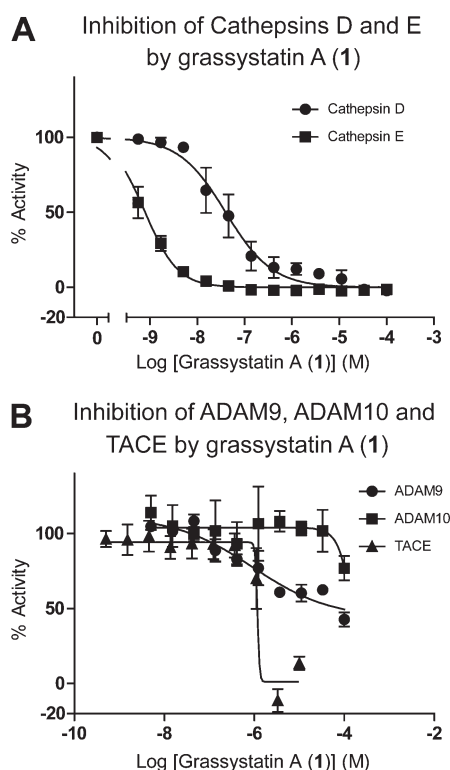 A
Inhibition of Cathepsins D and E
by grassystatin A (1)
Cathepsin D
Cathepsin E
% Activity
100
50
0
-20
0 -9 -8 -7 -6 -5 -4 -3
Log [Grassystatin A (1)] (M)
B
Inhibition of ADAM9, ADAM10 and
TACE by grassystatin A (1)
ADAM9
ADAM10
TACE
% Activity
100
50
0
-20
-10 -8 -6 -4 -2
Log [Grassystatin A (1)] (M)